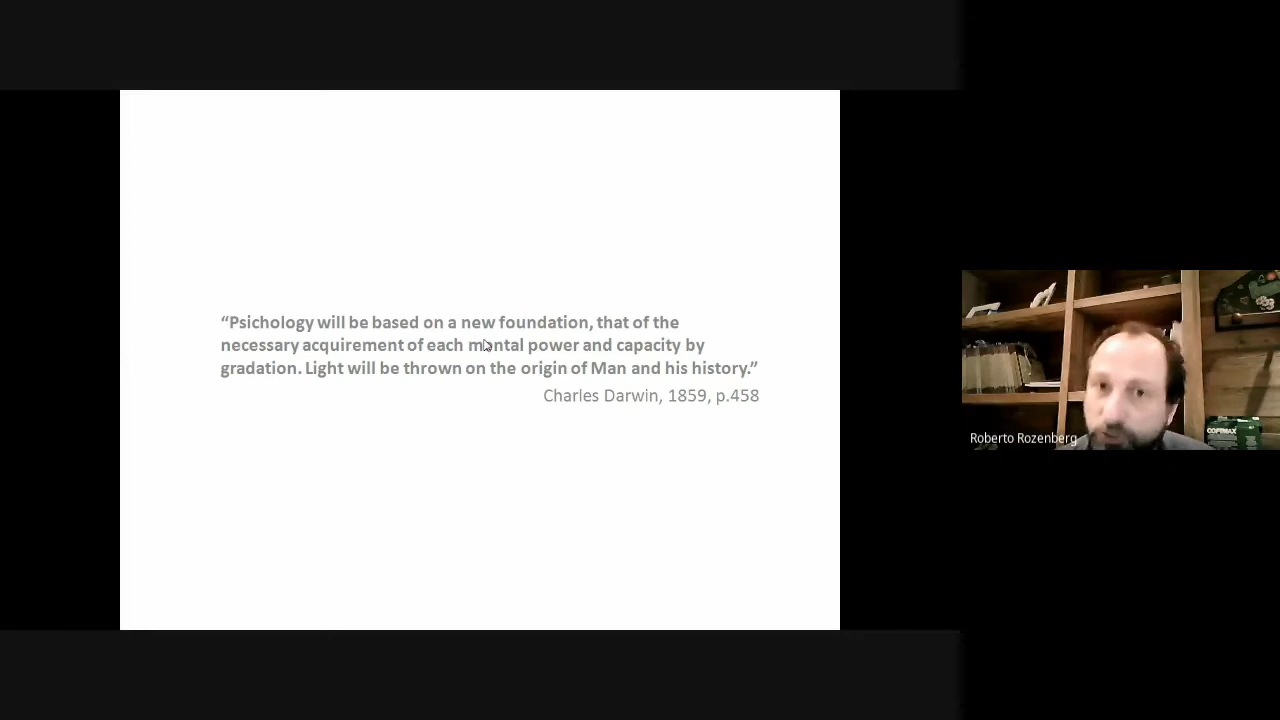 “Psichology will be based on a new foundation, that of the
necessary acquirement of each mental power and capacity by
gradation. Light will be thrown on the origin of Man and his history.”
Charles Darwin, 1859, p.458
Roberto Rozenberg